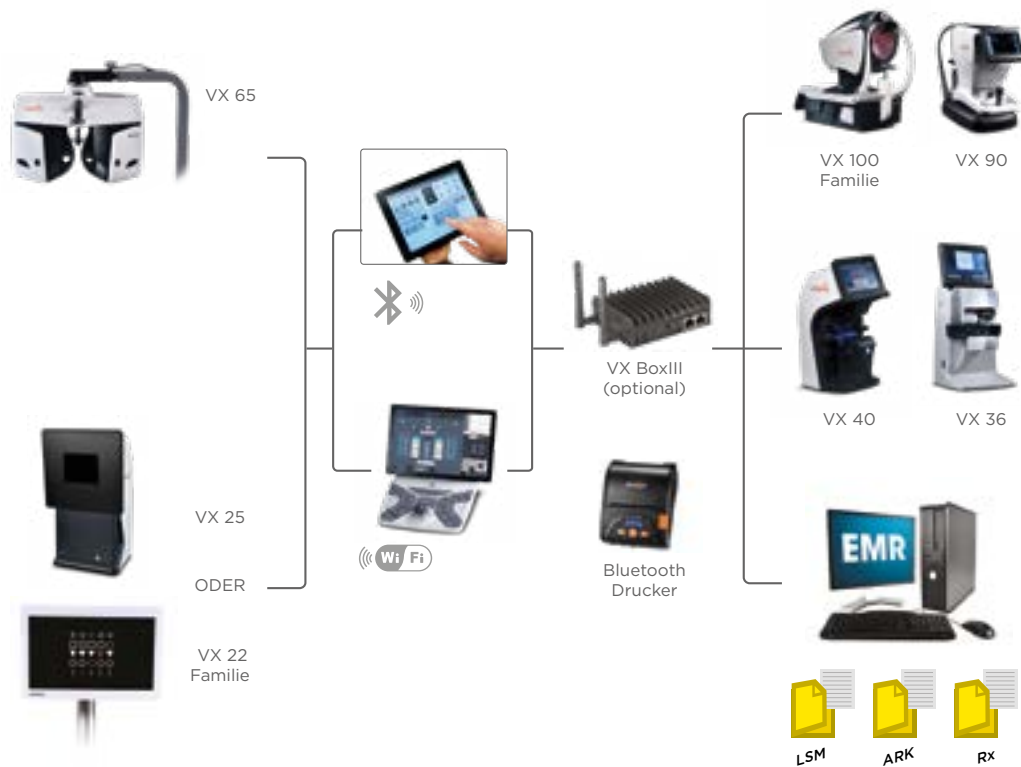 VX 65
VX 100
Familie
VX 90
VX BoxIII
(optional)
VX 40
VX 36
VX 25
ODER
VX 22
Familie
Wi Fi
Bluetooth
Drucker
EMR
LSM
ARK
Rx